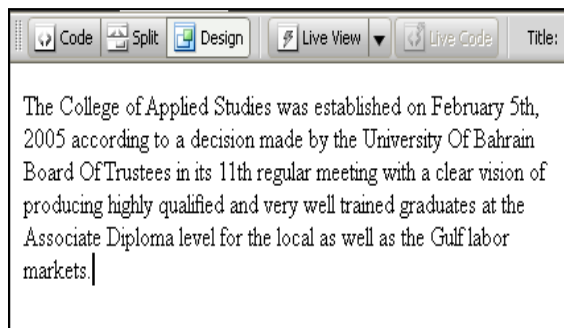 Code Split Design Live View Live Code Title:
The College of Applied Studies was established on February 5th,
2005 according to a decision made by the University Of Bahrain
Board Of Trustees in its 11th regular meeting with a clear vision of
producing highly qualified and very well trained graduates at the
Associate Diploma level for the local as well as the Gulf labor
markets.